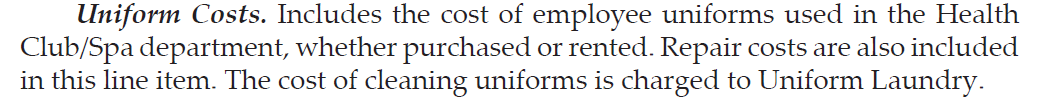 Uniform Costs. Includes the cost of employee uniforms used in the Health
Club/Spa department, whether purchased or rented. Repair costs are also included
in this line item. The cost of cleaning uniforms is charged to Uniform Laundry.